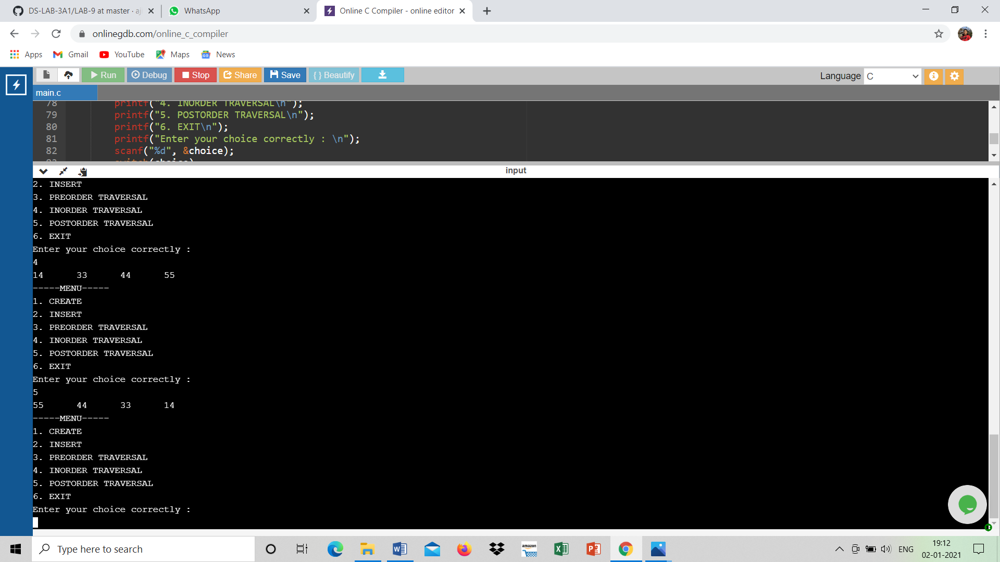 DS-LAB-3A1/LAB-9 at master · aj
WhatsApp
Online C Compiler - online editor
onlinegdb.com/online_c_compiler
Apps
Gmail
YouTube
Maps
News
Run
Debug
Stop
Share
Save
{ } Beautify
Language
C
main.c
78 printf("4. INORDER TRAVERSAL\n");
79 printf("5. POSTORDER TRAVERSAL\n");
80 printf("6. EXIT\n");
81 printf("Enter your choice correctly : \n");
82 scanf("%d", &choice);
83 switch(choice)
input
2. INSERT
3. PREORDER TRAVERSAL
4. INORDER TRAVERSAL
5. POSTORDER TRAVERSAL
6. EXIT
Enter your choice correctly :
4
14 33 44 55
-----MENU-----
1. CREATE
2. INSERT
3. PREORDER TRAVERSAL
4. INORDER TRAVERSAL
5. POSTORDER TRAVERSAL
6. EXIT
Enter your choice correctly :
5
55 44 33 14
-----MENU-----
1. CREATE
2. INSERT
3. PREORDER TRAVERSAL
4. INORDER TRAVERSAL
5. POSTORDER TRAVERSAL
6. EXIT
Enter your choice correctly :
Type here to search
amazon
ENG
19:12
02-01-2021